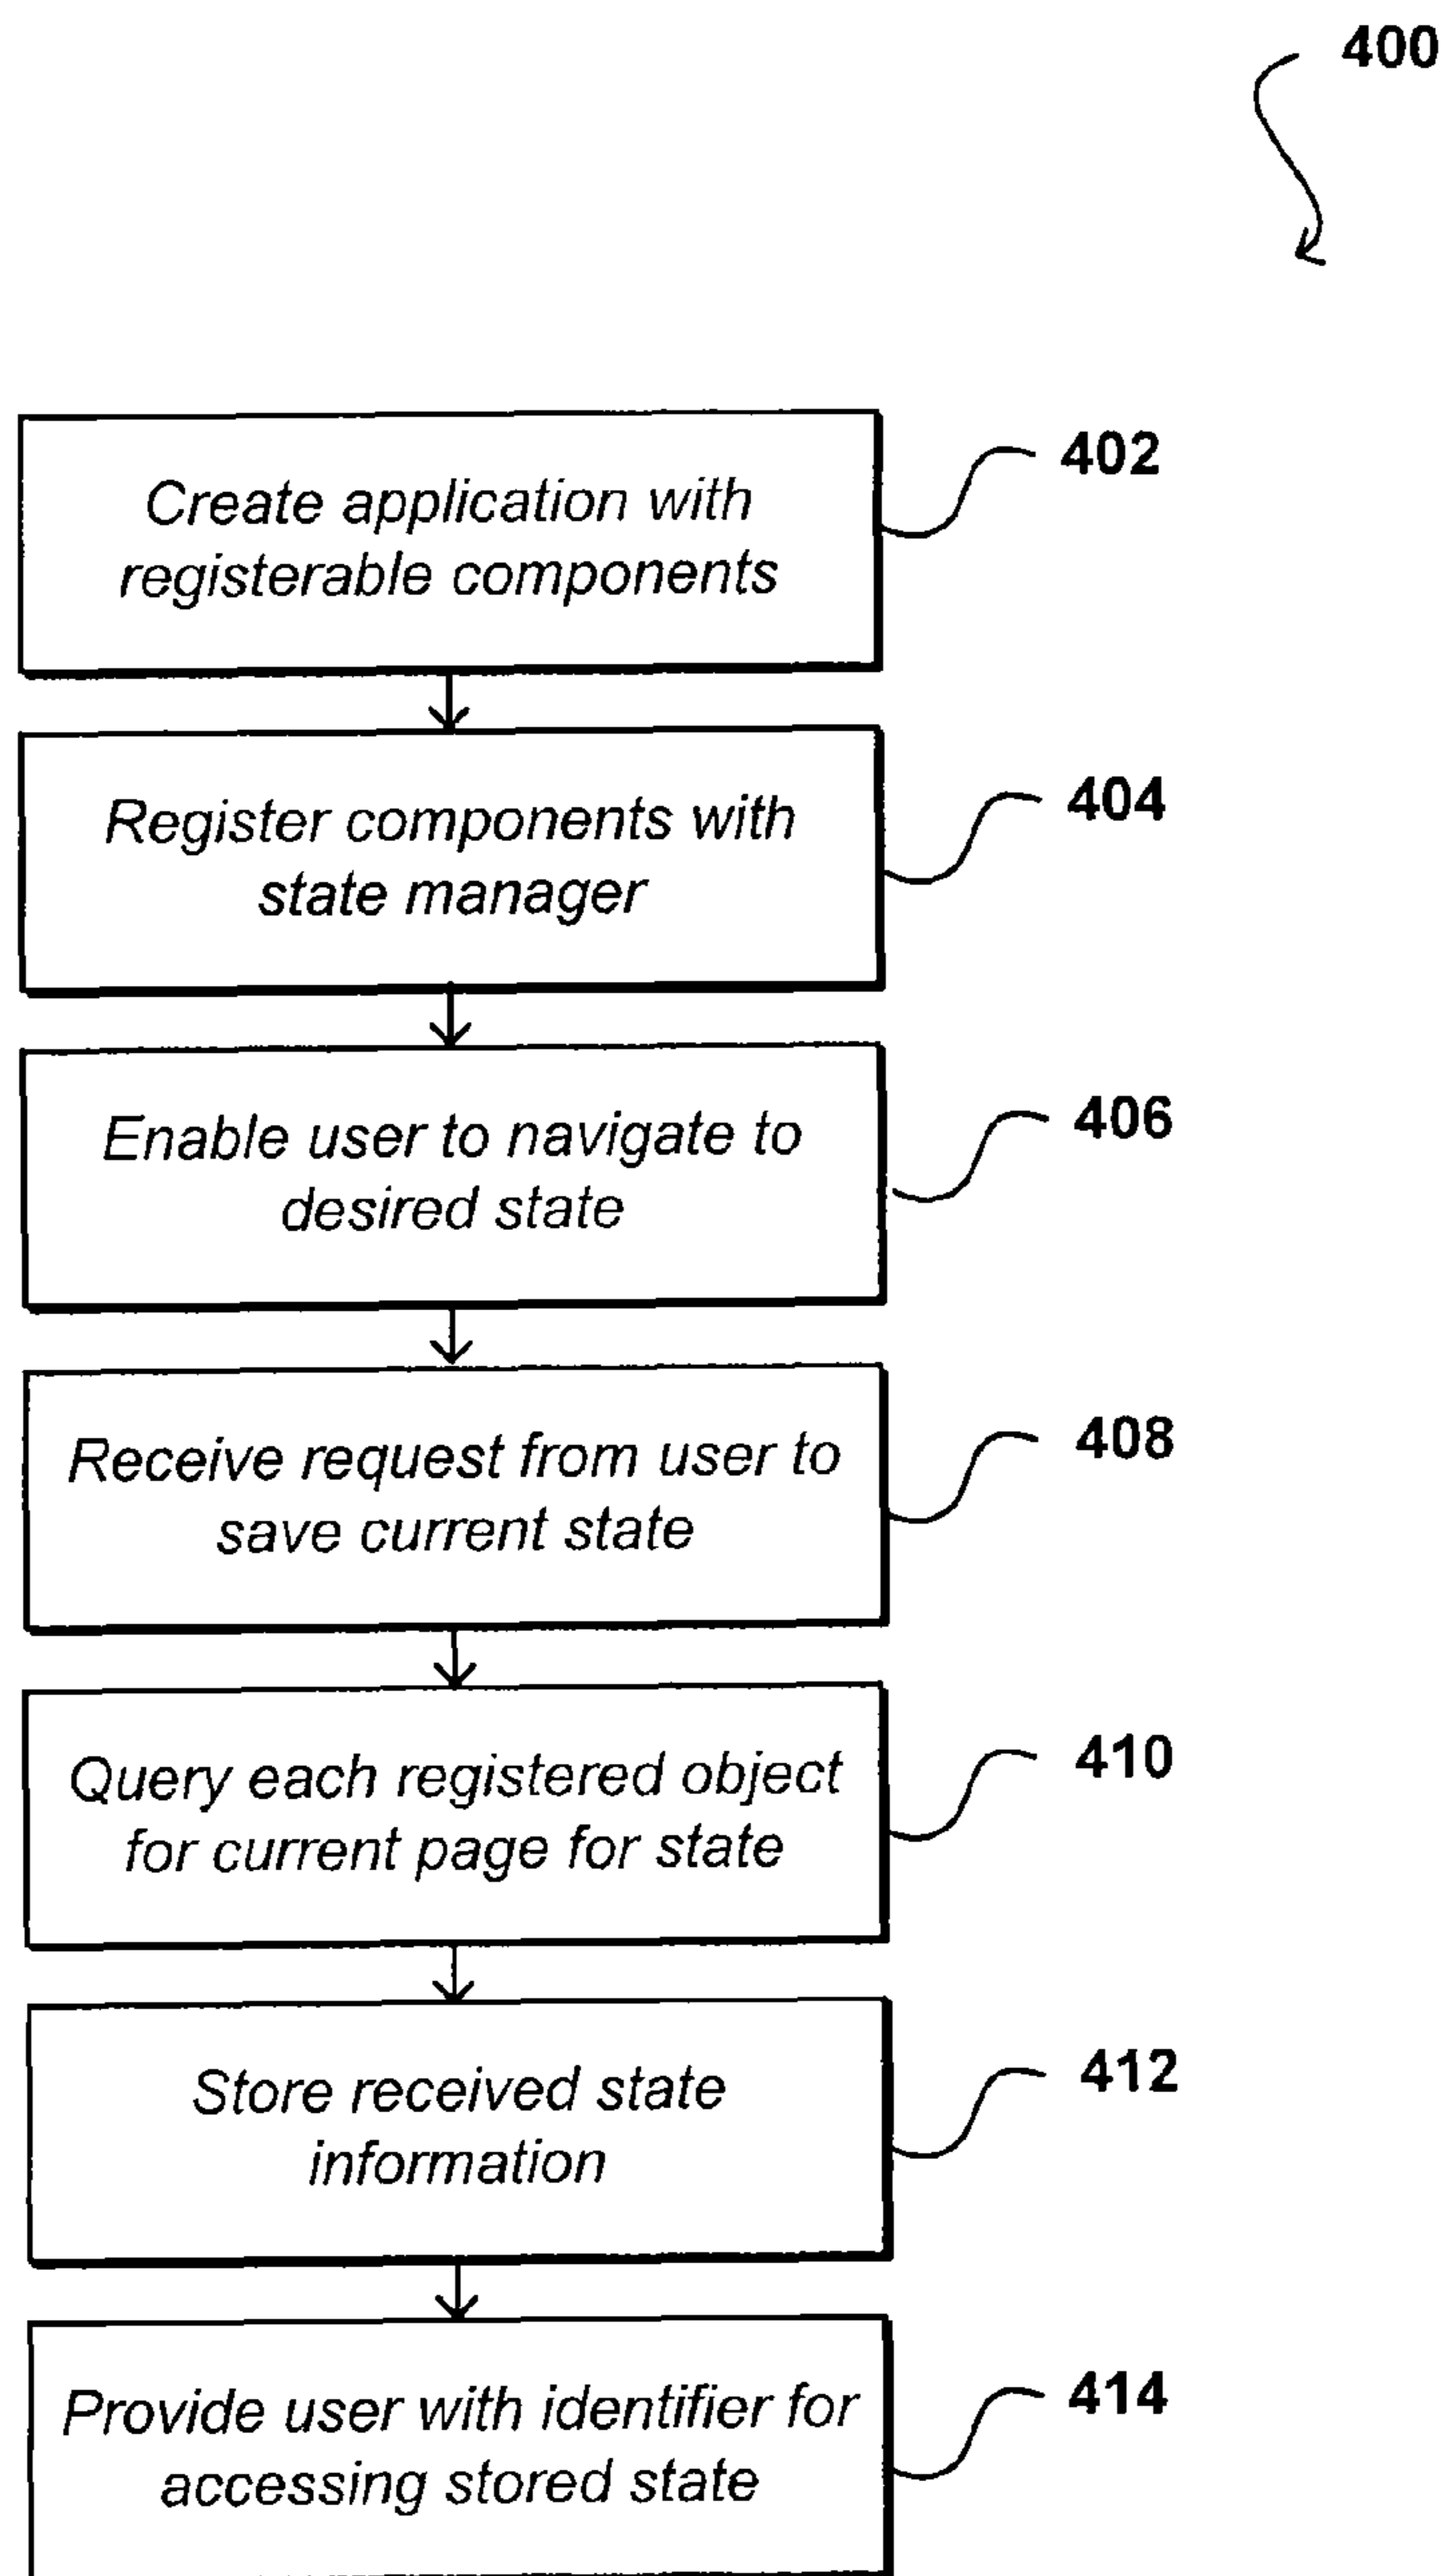 400
Create application with
registerable components
402
Register components with
state manager
404
Enable user to navigate to
desired state
406
Receive request from user to
save current state
408
Query each registered object
for current page for state
410
Store received state
information
412
Provide user with identifier for
accessing stored state
414